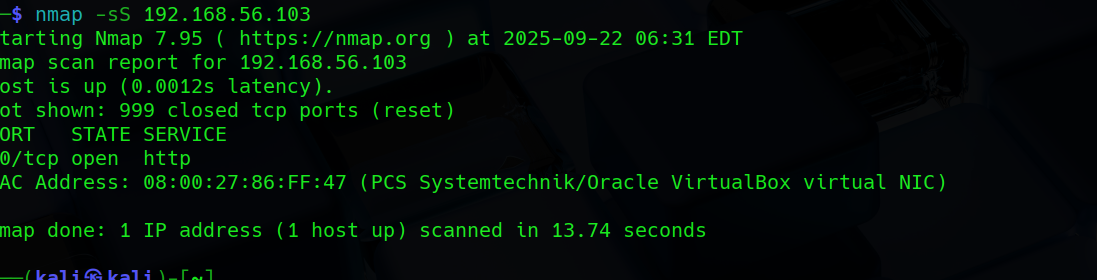 ─$ nmap -sS 192.168.56.103
tarting Nmap 7.95 ( https://nmap.org ) at 2025-09-22 06:31 EDT
map scan report for 192.168.56.103
ost is up (0.0012s latency).
ot shown: 999 closed tcp ports (reset)
ORT   STATE SERVICE
0/tcp open  http
AC Address: 08:00:27:86:FF:47 (PCS Systemtechnik/Oracle VirtualBox virtual NIC)
map done: 1 IP address (1 host up) scanned in 13.74 seconds
──(kali㉿kali)-[~]